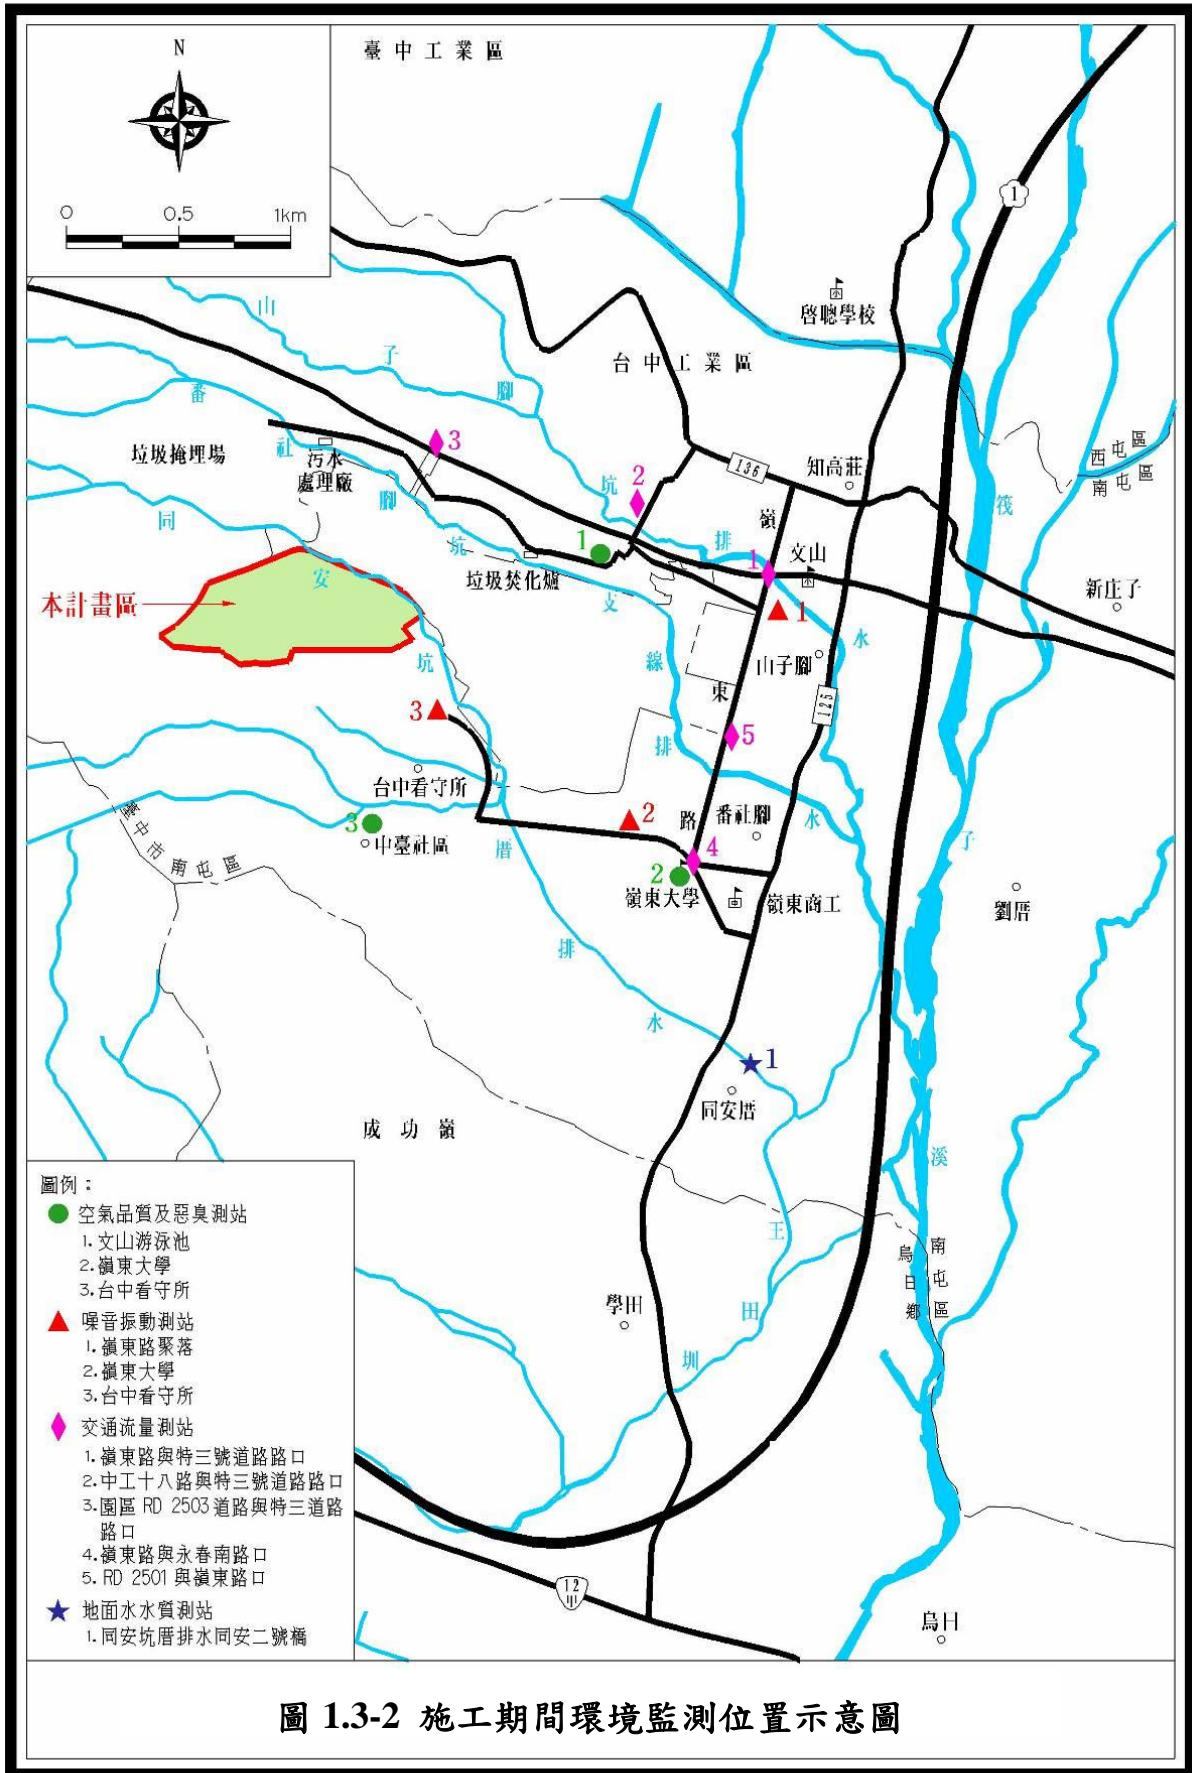 N
0 0.5 1km
臺中工業區
1
啓聰學校
台中工業區
山子腳坑排水
番社腳坑支線排水
3
垃圾掩埋場
污水
處理廠
136
知高莊
西屯區
南屯區
2
筏子溪
嶺東路
同安坑厝排水
1
垃圾焚化爐
1
文山
新庄子
本計畫區
1
山子腳
125
3
5
台中看守所
3
中臺社區
2
番社腳
4
2
嶺東大學
嶺東商工
臺中市南屯區
劉厝
1
同安厝
成功嶺
王田圳
南屯區
烏日鄉
學田
12甲
烏日
圖例：
空氣品質及惡臭測站
1.文山游泳池
2.嶺東大學
3.台中看守所
噪音振動測站
1.嶺東路聚落
2.嶺東大學
3.台中看守所
交通流量測站
1.嶺東路與特三號道路路口
2.中工十八路與特三號道路路口
3.園區 RD 2503 道路與特三道路
路口
4.嶺東路與永春南路口
5.RD 2501 與嶺東路口
地面水水質測站
1.同安坑厝排水同安二號橋
圖 1.3-2 施工期間環境監測位置示意圖